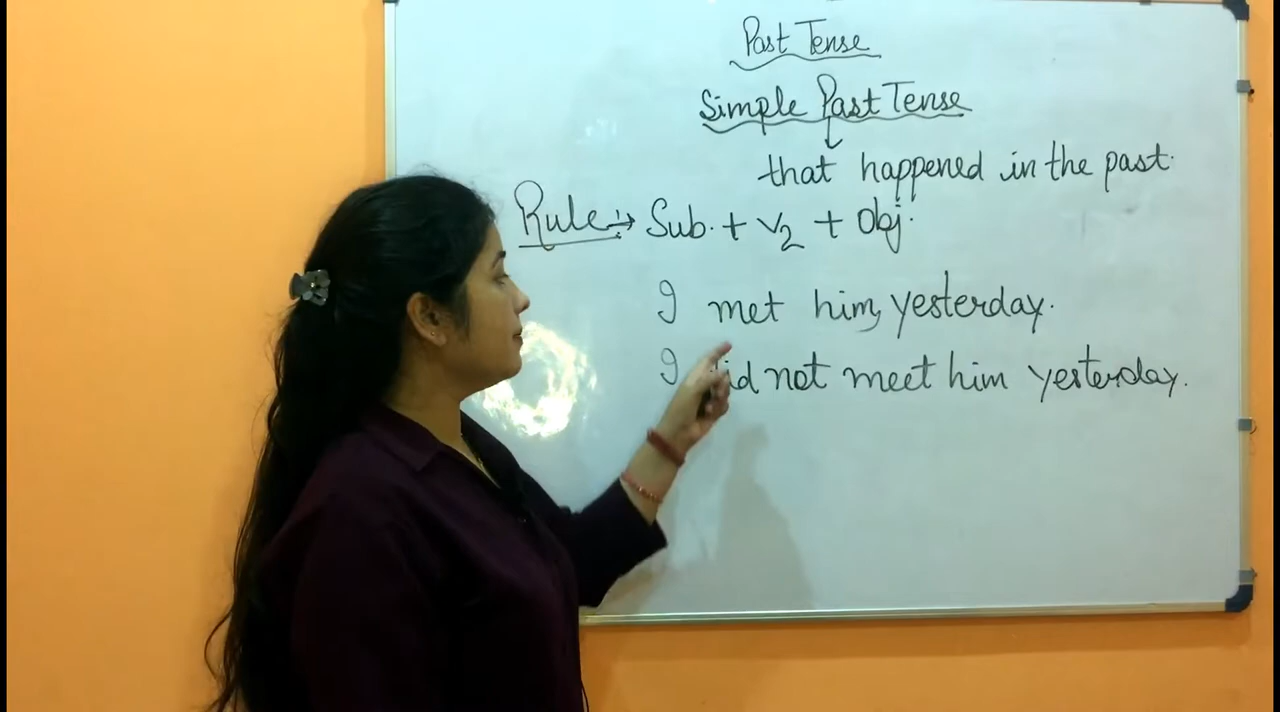 Past Tense
Simple Past Tense
that happened in the past.
Rule :→ Sub. + V2 + Obj.
I met him, yesterday.
I did not meet him yesterday.